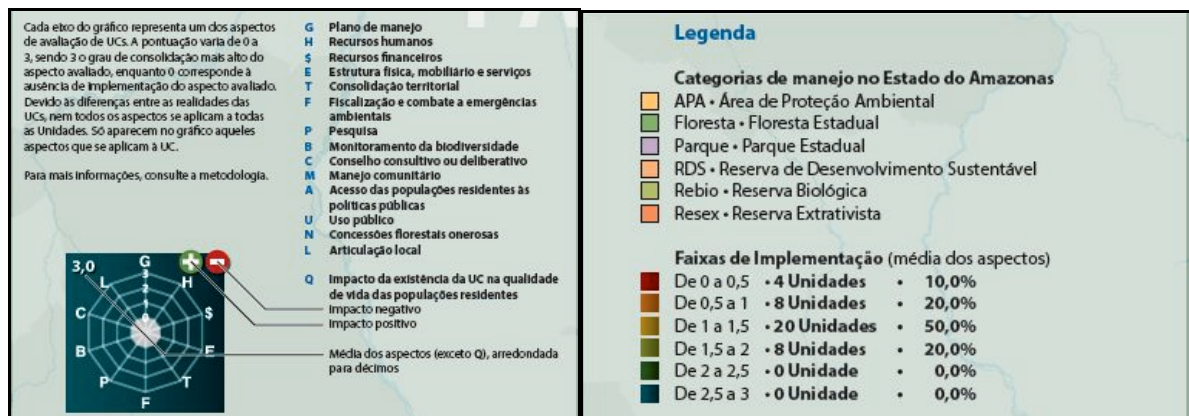 Cada eixo do gráfico representa um dos aspectos
de avaliação de UCs. A pontuação varia de 0 a
3, sendo 3 o grau de consolidação mais alto do
aspecto avaliado, enquanto 0 corresponde à
ausência de implementação do aspecto avaliado.
Devido às diferenças entre as realidades das
UCs, nem todos os aspectos se aplicam a todas
as Unidades. Só aparecem no gráfico aqueles
aspectos que se aplicam à UC.
Para mais informações, consulte a metodologia.
G Plano de manejo
H Recursos humanos
$ Recursos financeiros
E Estrutura física, mobiliário e serviços
T Consolidação territorial
F Fiscalização e combate a emergências
ambientais
P Pesquisa
B Monitoramento da biodiversidade
C Conselho consultivo ou deliberativo
M Manejo comunitário
A Acesso das populações residentes às
políticas públicas
U Uso público
N Concessões florestais onerosas
L Articulação local
Q Impacto da existência da UC na qualidade
de vida das populações residentes
Impacto negativo
Impacto positivo
Média dos aspectos (exceto Q), arredondada
para décimos
3,0
G
H
$
E
T
F
P
B
C
L
3
2
1
0
Legenda
Categorias de manejo no Estado do Amazonas
APA • Área de Proteção Ambiental
Floresta • Floresta Estadual
Parque • Parque Estadual
RDS • Reserva de Desenvolvimento Sustentável
Rebio • Reserva Biológica
Resex • Reserva Extrativista
Faixas de Implementação (média dos aspectos)
De 0 a 0,5 • 4 Unidades • 10,0%
De 0,5 a 1 • 8 Unidades • 20,0%
De 1 a 1,5 • 20 Unidades • 50,0%
De 1,5 a 2 • 8 Unidades • 20,0%
De 2 a 2,5 • 0 Unidade • 0,0%
De 2,5 a 3 • 0 Unidade • 0,0%